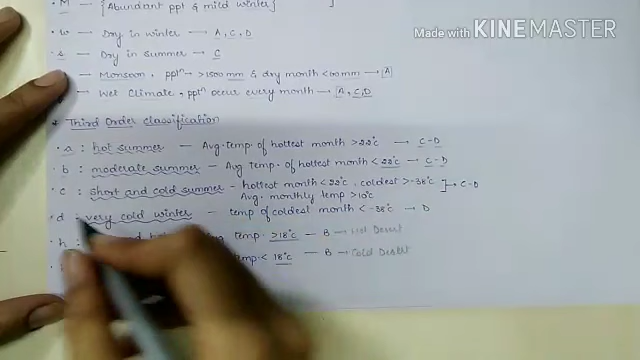 M — {Abundant pptⁿ & mild winter}
Made with KINEMASTER
• w — Dry in winter — A, C, D
• s — Dry in summer — C
— Monsoon, pptⁿ → >1500 mm & dry month <60mm → A
— Wet Climate, pptⁿ occur every month → A, C, D
* Third Order classification
• a : hot summer — Avg. temp of hottest month >22°c → C-D
• b : moderate summer — Avg temp. of hottest month < 22°c → C-D
• c : short and cold summer - hottest month <22°c, coldest >-38°c → C-D
Avg. monthly temp >10°c
• d : very cold winter — temp of coldest month <-38°c → D
• h : temp. >18°c — B → Hot Desert
temp < 18°c — B → Cold Desert